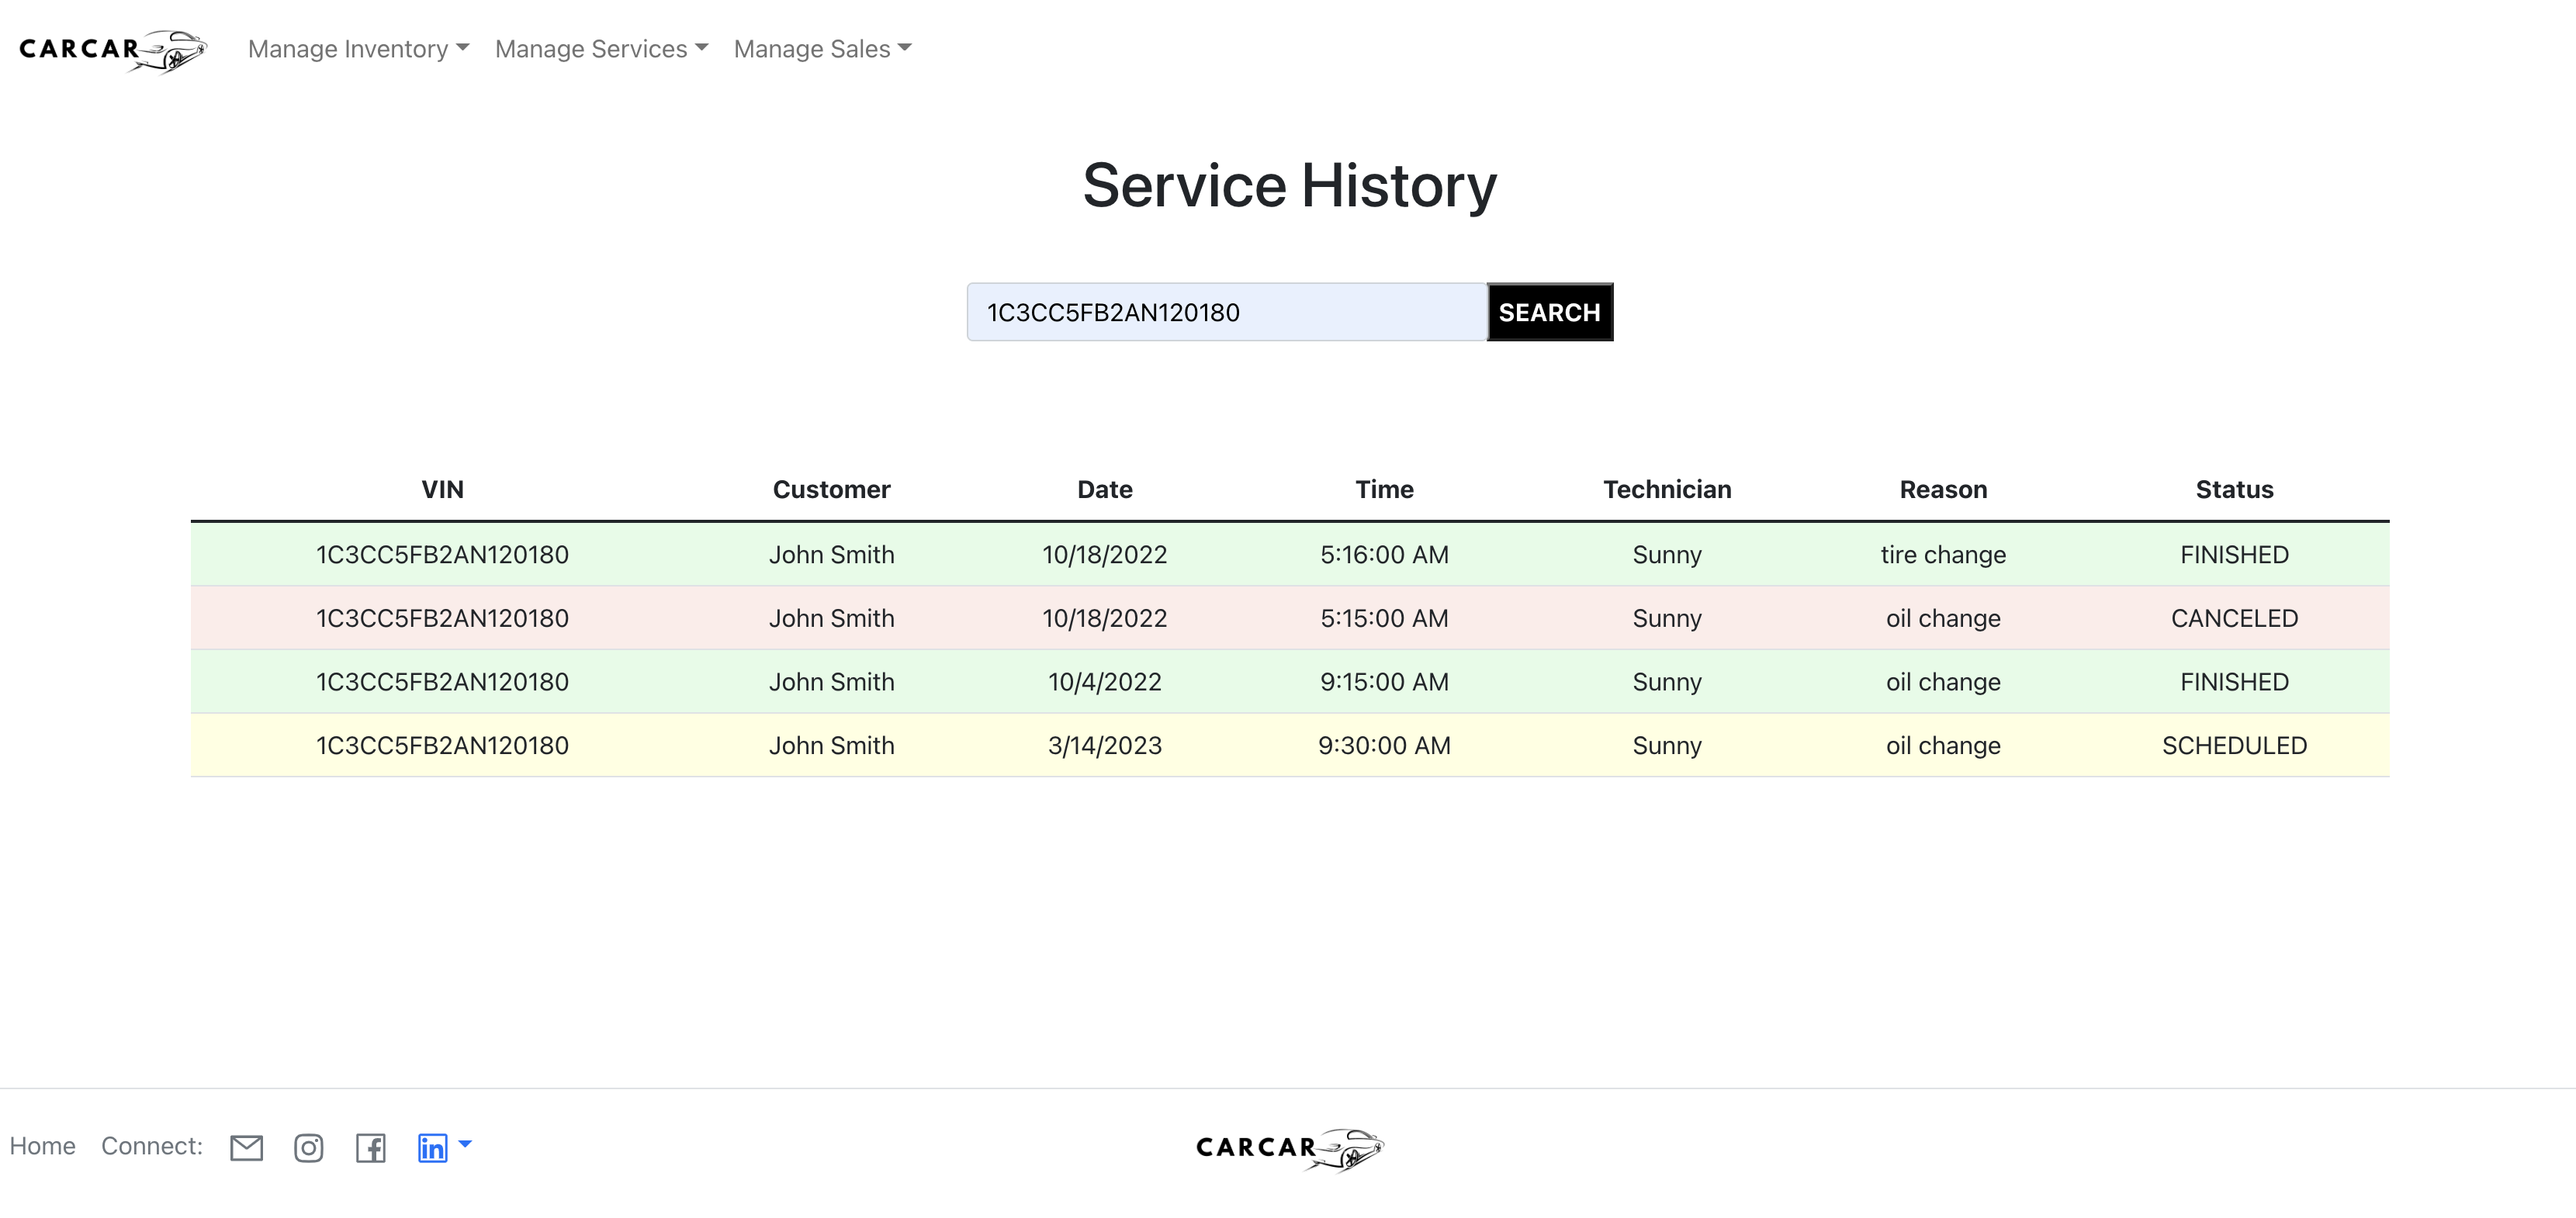 CARCAR Manage Inventory Manage Services Manage Sales
Service History
1C3CC5FB2AN120180 SEARCH
VIN Customer Date Time Technician Reason Status
1C3CC5FB2AN120180 John Smith 10/18/2022 5:16:00 AM Sunny tire change FINISHED
1C3CC5FB2AN120180 John Smith 10/18/2022 5:15:00 AM Sunny oil change CANCELED
1C3CC5FB2AN120180 John Smith 10/4/2022 9:15:00 AM Sunny oil change FINISHED
1C3CC5FB2AN120180 John Smith 3/14/2023 9:30:00 AM Sunny oil change SCHEDULED
Home Connect: in CARCAR